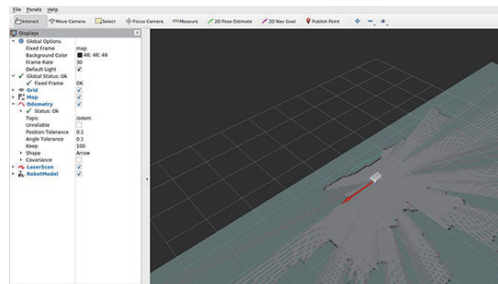 File Panels Help
Interact Move Camera Select Focus Camera Measure 2D Pose Estimate 2D Nav Goal Publish Point
Displays
Global Options
Fixed Frame map
Background Color 48; 48; 48
Frame Rate 30
Default Light
Global Status: Ok
Fixed Frame OK
Grid
Map
Odometry
Status: Ok
Topic /odom
Unreliable
Position Tolerance 0.1
Angle Tolerance 0.1
Keep 100
Shape Arrow
Covariance
LaserScan
RobotModel